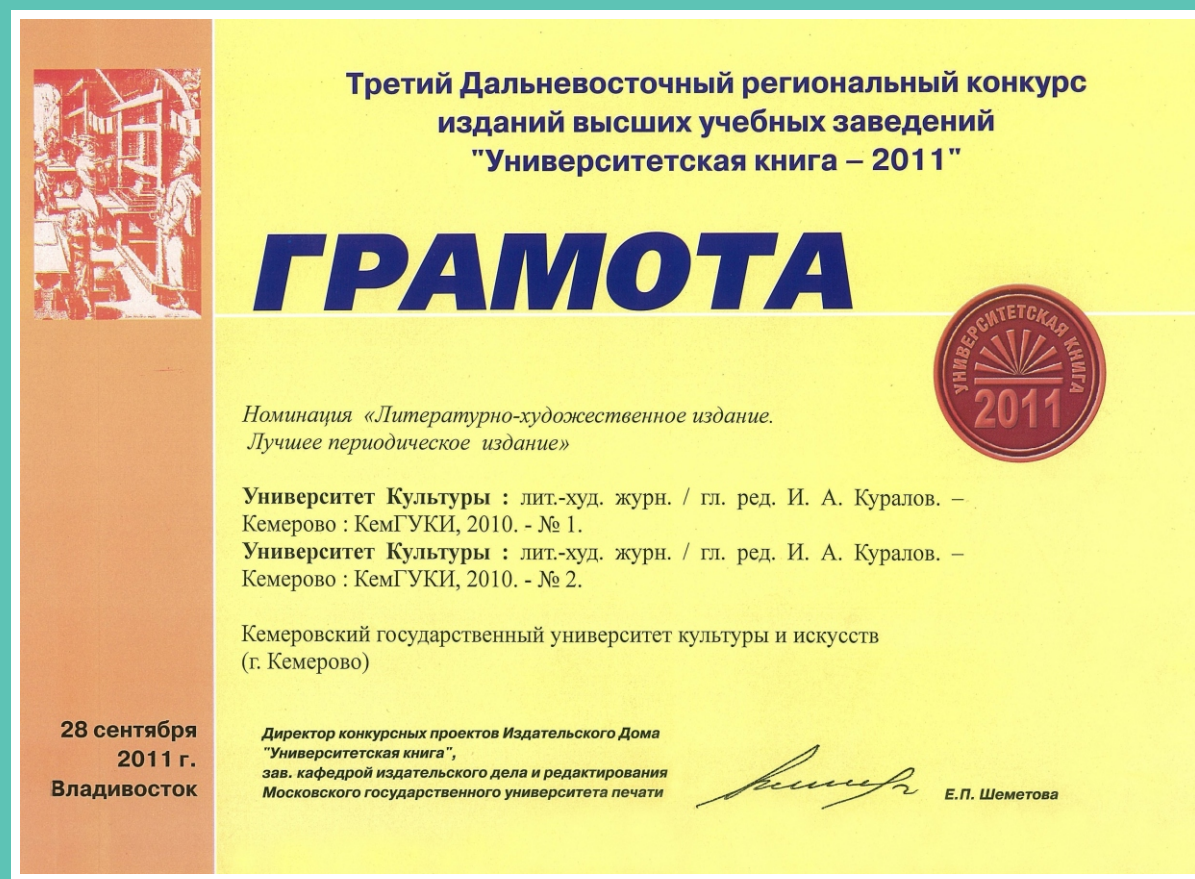 Третий Дальневосточный региональный конкурс
изданий высших учебных заведений
"Университетская книга – 2011"
ГРАМОТА
УНИВЕРСИТЕТСКАЯ КНИГА
2011
Номинация «Литературно-художественное издание.
Лучшее периодическое издание»
Университет Культуры : лит.-худ. журн. / гл. ред. И. А. Куралов. –
Кемерово : КемГУКИ, 2010. - № 1.
Университет Культуры : лит.-худ. журн. / гл. ред. И. А. Куралов. –
Кемерово : КемГУКИ, 2010. - № 2.
Кемеровский государственный университет культуры и искусств
(г. Кемерово)
28 сентября
2011 г.
Владивосток
Директор конкурсных проектов Издательского Дома
"Университетская книга",
зав. кафедрой издательского дела и редактирования
Московского государственного университета печати
Е.П. Шеметова